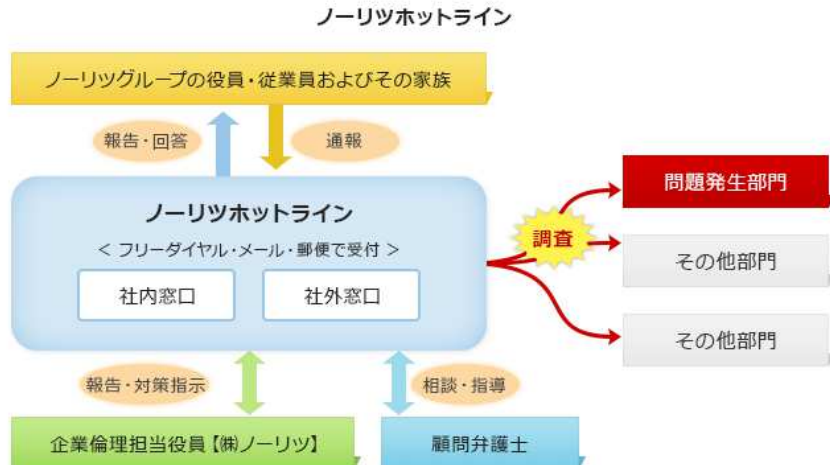 ノーリツホットライン
ノーリツグループの役員・従業員およびその家族
報告・回答
通報
ノーリツホットライン
< フリーダイヤル・メール・郵便で受付 >
社内窓口
社外窓口
調査
問題発生部門
その他部門
その他部門
報告・対策指示
相談・指導
企業倫理担当役員【㈱ノーリツ】
顧問弁護士